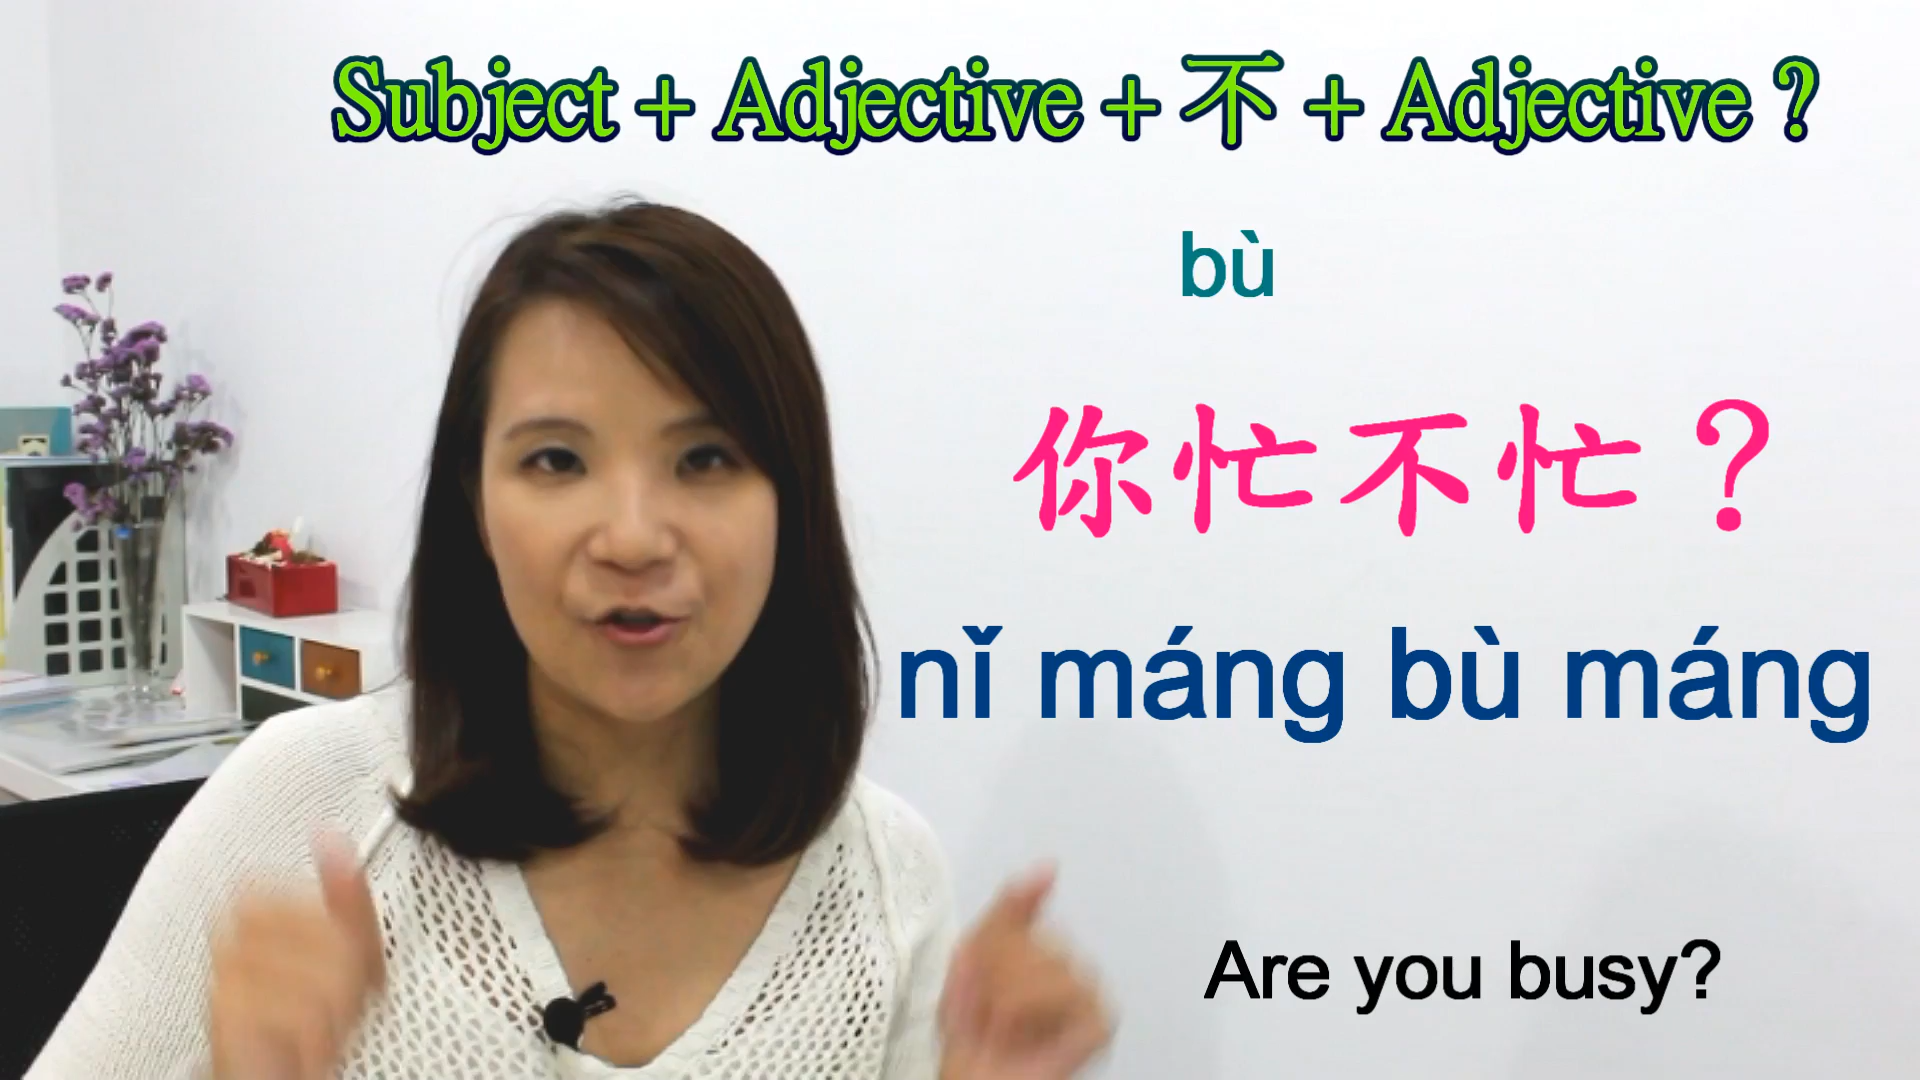 Subject + Adjective + 不 + Adjective ?
bù
你忙不忙？
nǐ máng bù máng
Are you busy?